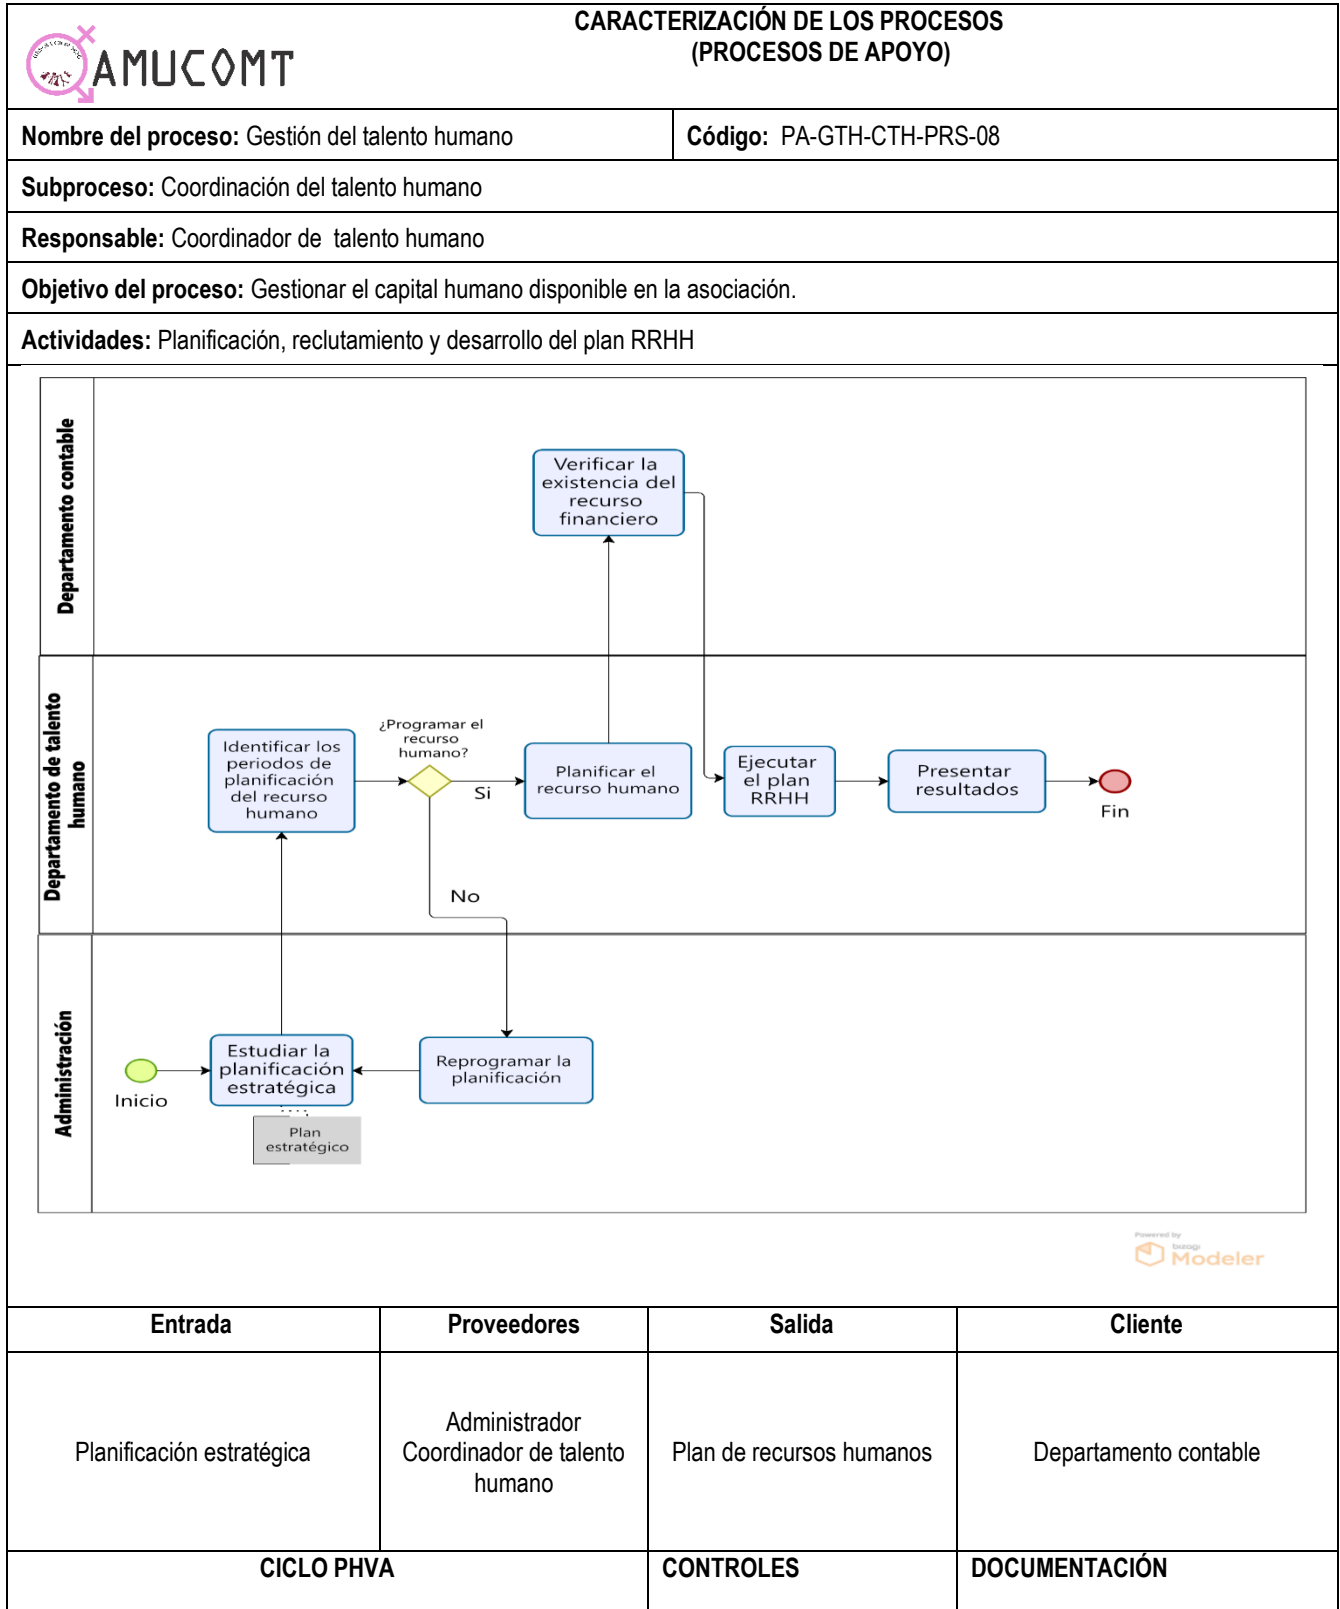 CARACTERIZACIÓN DE LOS PROCESOS
(PROCESOS DE APOYO)
AMUCOMT
Nombre del proceso: Gestión del talento humano
Código: PA-GTH-CTH-PRS-08
Subproceso: Coordinación del talento humano
Responsable: Coordinador de talento humano
Objetivo del proceso: Gestionar el capital humano disponible en la asociación.
Actividades: Planificación, reclutamiento y desarrollo del plan RRHH
Departamento contable
Verificar la
existencia del
recurso
financiero
Departamento de talento
humano
Identificar los
periodos de
planificación
del recurso
humano
¿Programar el
recurso
humano?
Si
No
Planificar el
recurso humano
Ejecutar
el plan
RRHH
Presentar
resultados
Fin
Administración
Inicio
Estudiar la
planificación
estratégica
Plan
estratégico
Reprogramar la
planificación
Powered by
bizagi
Modeler
Entrada
Proveedores
Salida
Cliente
Planificación estratégica
Administrador
Coordinador de talento
humano
Plan de recursos humanos
Departamento contable
CICLO PHVA
CONTROLES
DOCUMENTACIÓN